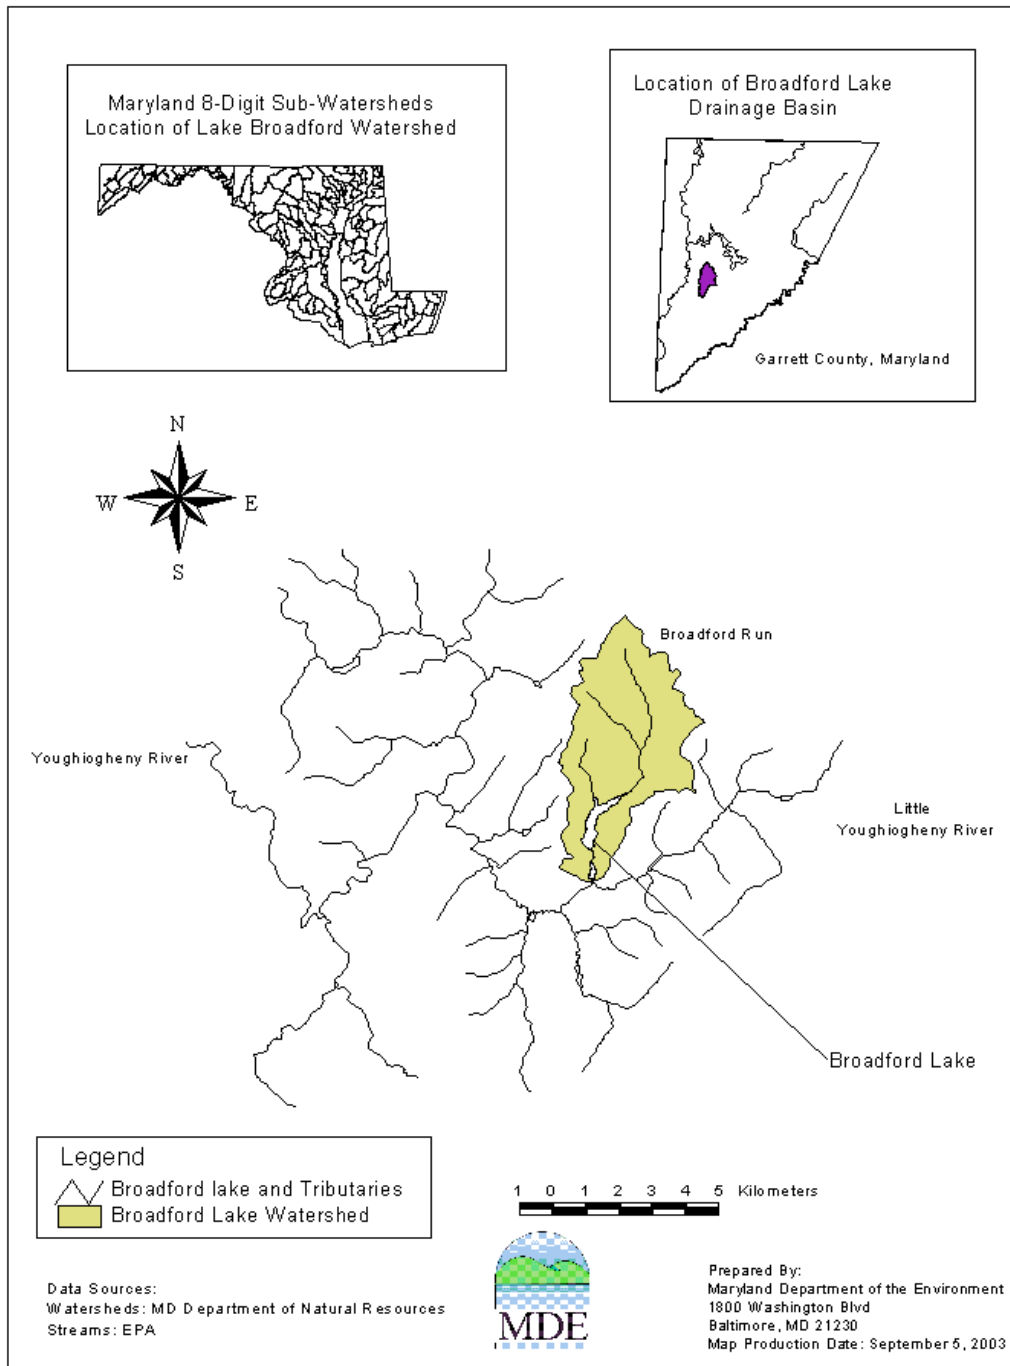 Maryland 8-Digit Sub-Watersheds
Location of Lake Broadford Watershed
Location of Broadford Lake
Drainage Basin
Garrett County, Maryland
N
W
E
S
Broadford Run
Youghiogheny River
Little
Youghiogheny River
Broadford Lake
Legend
Broadford lake and Tributaries
Broadford Lake Watershed
1 0 1 2 3 4 5 Kilometers
MDE
Data Sources:
Watersheds: MD Department of Natural Resources
Streams: EPA
Prepared By:
Maryland Department of the Environment
1800 Washington Blvd
Baltimore, MD 21230
Map Production Date: September 5, 2003